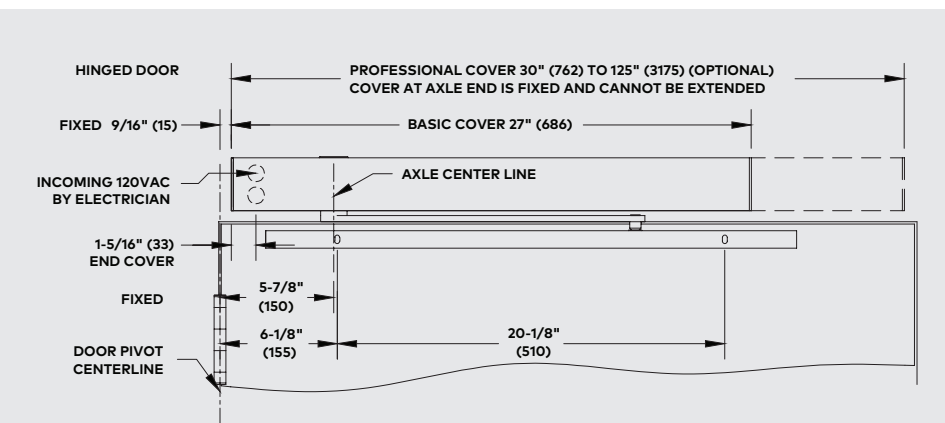 HINGED DOOR
PROFESSIONAL COVER 30" (762) TO 125" (3175) (OPTIONAL)
COVER AT AXLE END IS FIXED AND CANNOT BE EXTENDED
FIXED 9/16" (15)
BASIC COVER 27" (686)
INCOMING 120VAC
BY ELECTRICIAN
AXLE CENTER LINE
1-5/16" (33)
END COVER
FIXED
5-7/8"
(150)
6-1/8"
(155)
20-1/8"
(510)
DOOR PIVOT
CENTERLINE